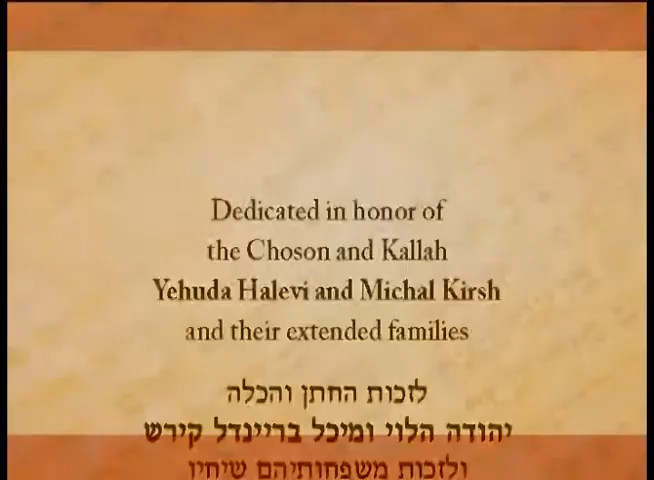 Dedicated in honor of
the Choson and Kallah
Yehuda Halevi and Michal Kirsh
and their extended families
לזכות החתן והכלה
יהודה הלוי ומיכל בריינדל קירש
ולזכות משפחותיהם שיחיו